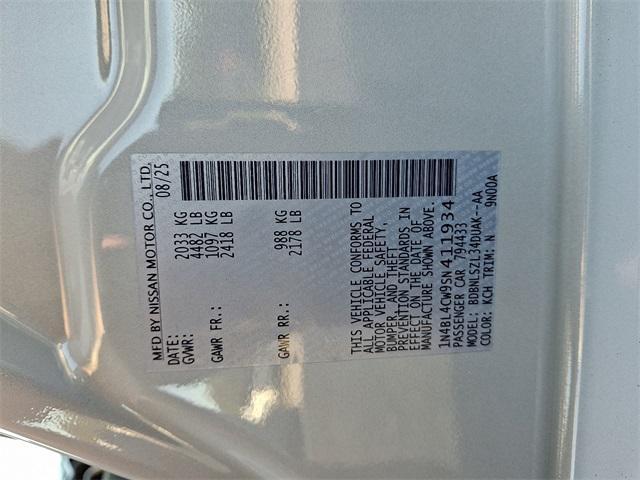 MFD BY NISSAN MOTOR CO., LTD.
DATE: 08/25
GVWR: 2033 KG
4482 LB
GAWR FR.: 1097 KG
2418 LB
GAWR RR.: 988 KG
2178 LB
THIS VEHICLE CONFORMS TO
ALL APPLICABLE FEDERAL
MOTOR VEHICLE SAFETY,
BUMPER, AND THEFT
PREVENTION STANDARDS IN
EFFECT ON THE DATE OF
MANUFACTURE SHOWN ABOVE.
1N4BL4CW9SN411934
PASSENGER CAR 794433
MODEL: BDBNLSZL34DUAK--AA
COLOR: KCH TRIM: N 9N00A